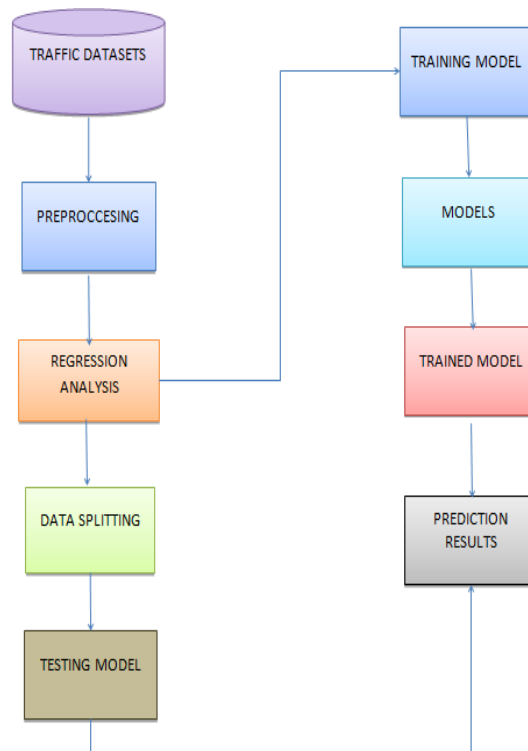 TRAFFIC DATASETS
PREPROCCESING
REGRESSION
ANALYSIS
DATA SPLITTING
TESTING MODEL
TRAINING MODEL
MODELS
TRAINED MODEL
PREDICTION
RESULTS